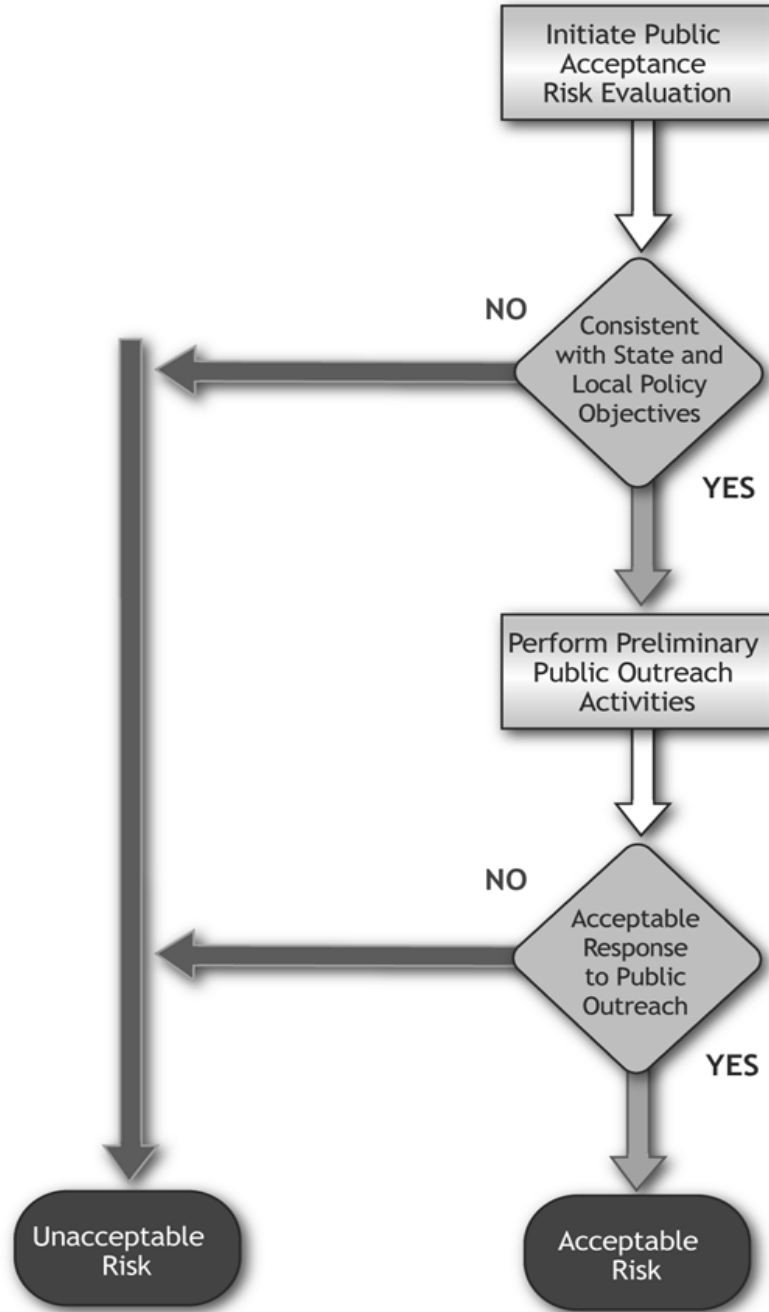 Initiate Public
Acceptance
Risk Evaluation
NO
Consistent
with State and
Local Policy
Objectives
YES
Perform Preliminary
Public Outreach
Activities
NO
Acceptable
Response
to Public
Outreach
YES
Unacceptable
Risk
Acceptable
Risk